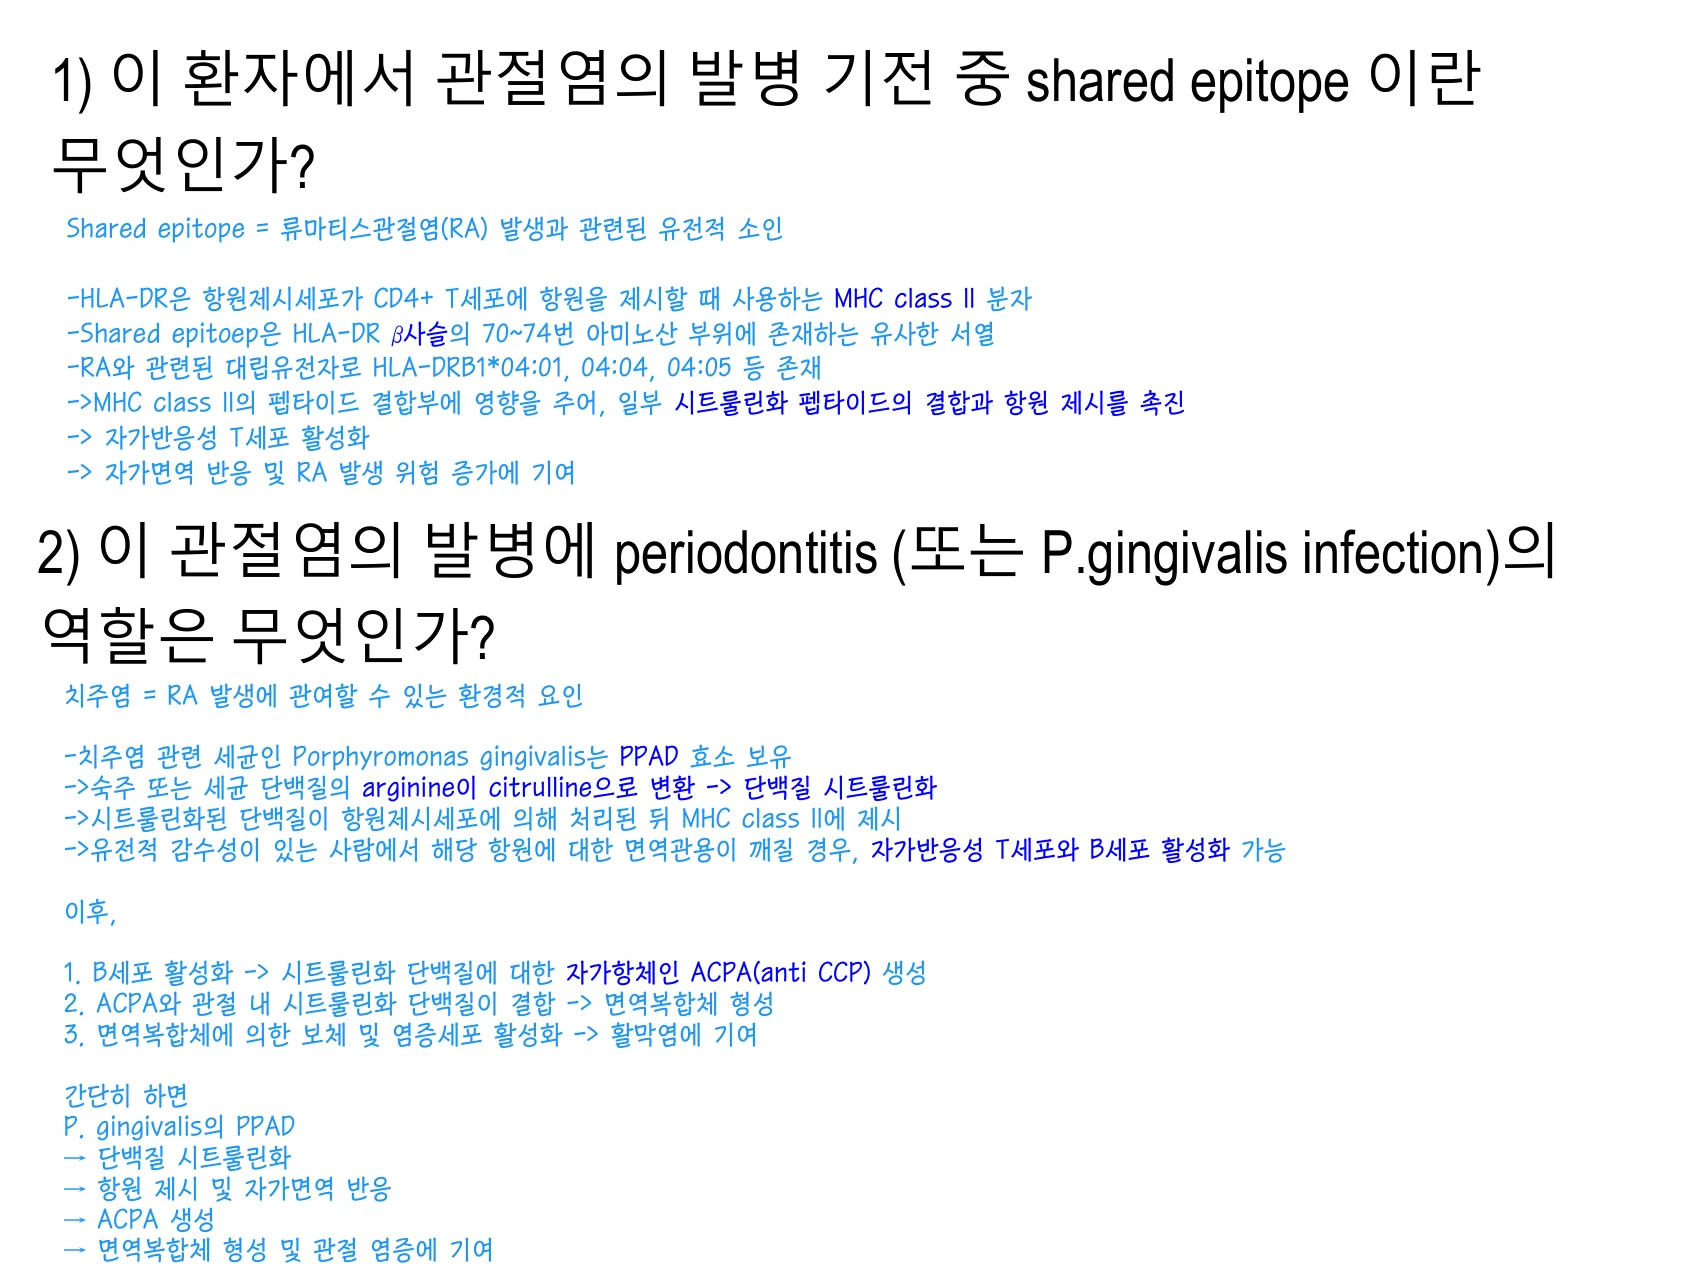 1) 이 환자에서 관절염의 발병 기전 중 shared epitope 이란
무엇인가?
Shared epitope = 류마티스관절염(RA) 발생과 관련된 유전적 소인
-HLA-DR은 항원제시세포가 CD4+ T세포에 항원을 제시할 때 사용하는 MHC class II 분자
-Shared epitoep은 HLA-DR β사슬의 70~74번 아미노산 부위에 존재하는 유사한 서열
-RA와 관련된 대립유전자로 HLA-DRB1*04:01, 04:04, 04:05 등 존재
->MHC class II의 펩타이드 결합부에 영향을 주어, 일부 시트룰린화 펩타이드의 결합과 항원 제시를 촉진
-> 자가반응성 T세포 활성화
-> 자가면역 반응 및 RA 발생 위험 증가에 기여
2) 이 관절염의 발병에 periodontitis (또는 P.gingivalis infection)의
역할은 무엇인가?
치주염 = RA 발생에 관여할 수 있는 환경적 요인
-치주염 관련 세균인 Porphyromonas gingivalis는 PPAD 효소 보유
->숙주 또는 세균 단백질의 arginine이 citrulline으로 변환 -> 단백질 시트룰린화
->시트룰린화된 단백질이 항원제시세포에 의해 처리된 뒤 MHC class II에 제시
->유전적 감수성이 있는 사람에서 해당 항원에 대한 면역관용이 깨질 경우, 자가반응성 T세포와 B세포 활성화 가능
이후,
1. B세포 활성화 -> 시트룰린화 단백질에 대한 자가항체인 ACPA(anti CCP) 생성
2. ACPA와 관절 내 시트룰린화 단백질이 결합 -> 면역복합체 형성
3. 면역복합체에 의한 보체 및 염증세포 활성화 -> 활막염에 기여
간단히 하면
P. gingivalis의 PPAD
→ 단백질 시트룰린화
→ 항원 제시 및 자가면역 반응
→ ACPA 생성
→ 면역복합체 형성 및 관절 염증에 기여